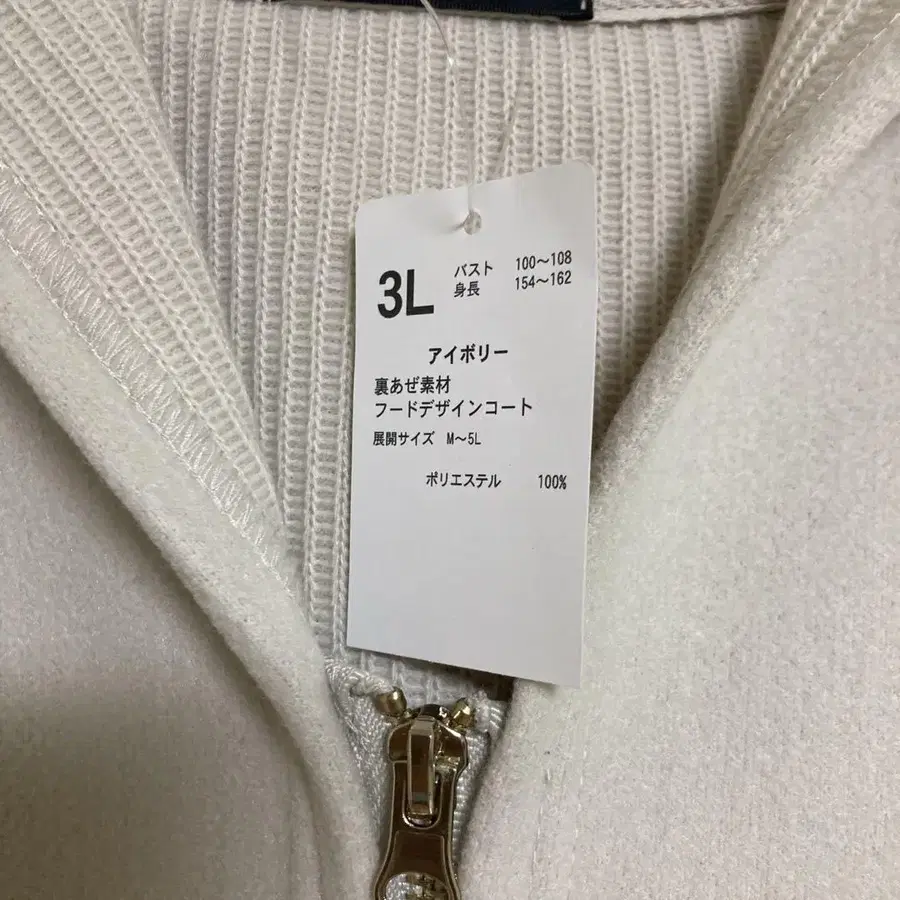 3L
バスト 100～108
身長 154～162
アイボリー
裏あぜ素材
フードデザインコート
展開サイズ M～5L
ポリエステル 100%